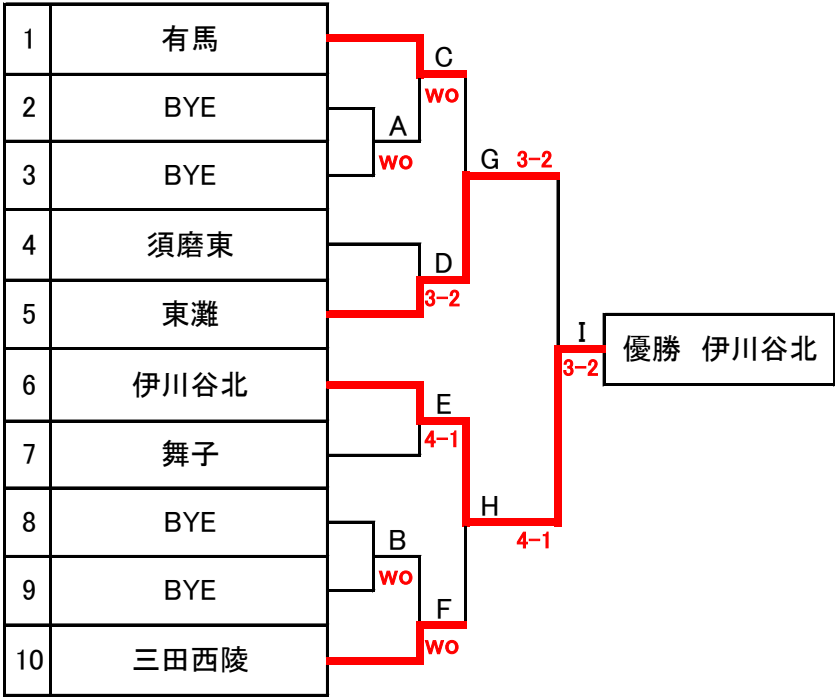 1 有馬
2 BYE
3 BYE
4 須磨東
5 東灘
6 伊川谷北
7 舞子
8 BYE
9 BYE
10 三田西陵
A
wo
B
wo
C
wo
D
3-2
E
4-1
F
wo
G 3-2
H
4-1
I
3-2
優勝 伊川谷北